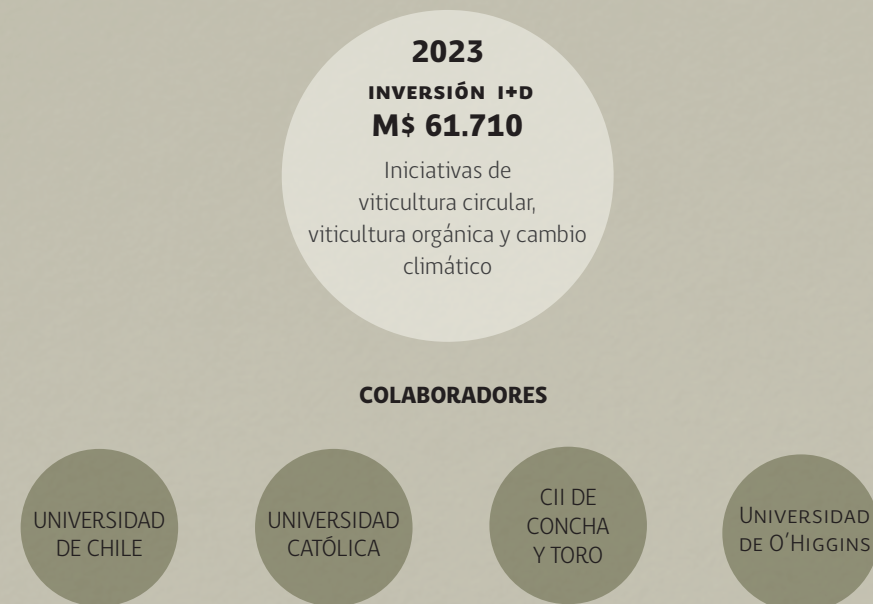 2023
INVERSIÓN I+D
M$ 61.710
Iniciativas de
viticultura circular,
viticultura orgánica y cambio
climático
COLABORADORES
UNIVERSIDAD
DE CHILE
UNIVERSIDAD
CATÓLICA
CII DE
CONCHA
Y TORO
UNIVERSIDAD
DE O'HIGGINS